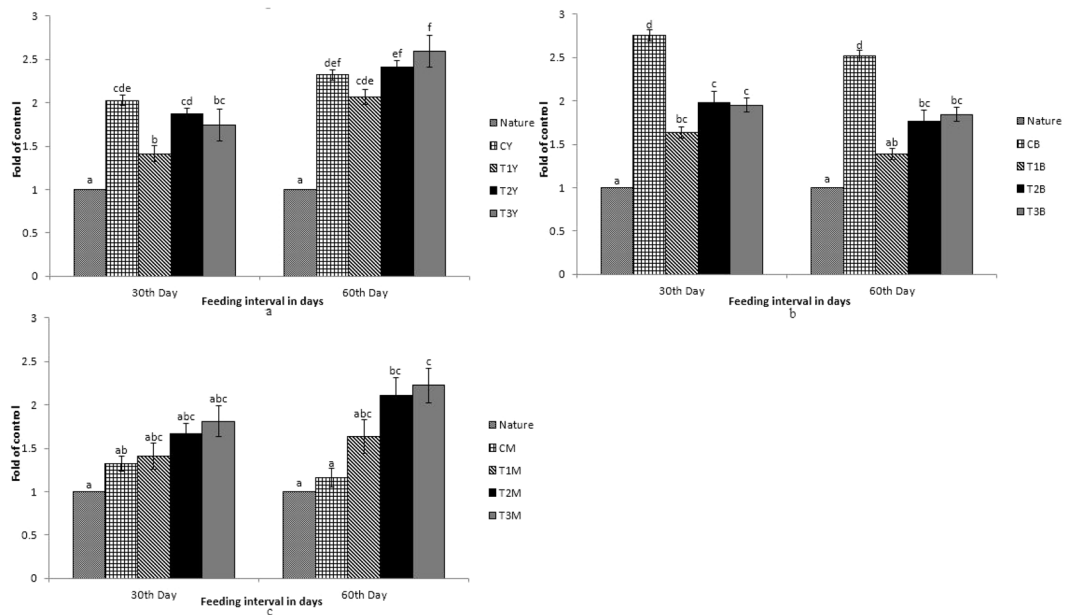 Fold of control
3
2.5
2
1.5
1
0.5
0
a
cde
b
cd
bc
a
def
cde
ef
f
30th Day
60th Day
Feeding interval in days
a
Nature
CY
T1Y
T2Y
T3Y
Fold of control
3
2.5
2
1.5
1
0.5
0
a
d
bc
c
c
a
d
ab
bc
bc
30th Day
60th Day
Feeding interval in days
b
Nature
CB
T1B
T2B
T3B
Fold of control
3
2.5
2
1.5
1
0.5
0
a
ab
abc
abc
abc
a
a
abc
bc
c
30th Day
60th Day
Feeding interval in days
c
Nature
CM
T1M
T2M
T3M